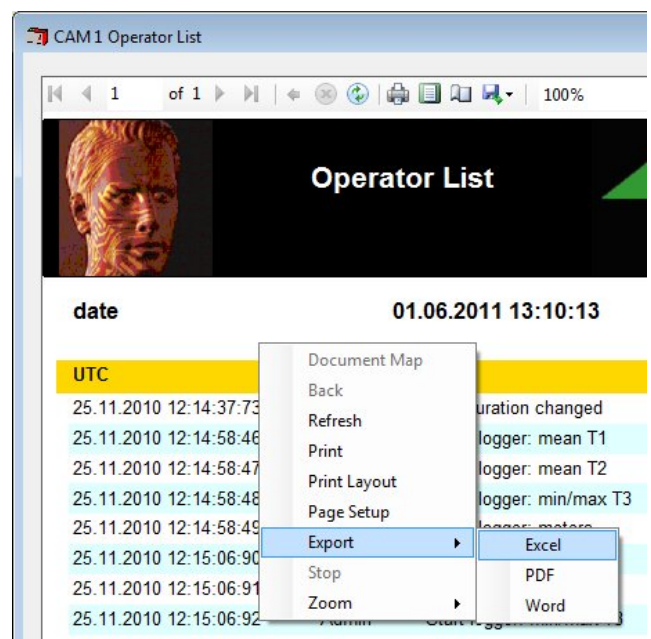 CAM1 Operator List
1 of 1 100%
Operator List
date 01.06.2011 13:10:13
UTC
25.11.2010 12:14:37:73 uration changed
25.11.2010 12:14:58:46 logger: mean T1
25.11.2010 12:14:58:47 logger: mean T2
25.11.2010 12:14:58:48 logger: min/max T3
25.11.2010 12:14:58:49
25.11.2010 12:15:06:90
25.11.2010 12:15:06:91
25.11.2010 12:15:06:92
Document Map
Back
Refresh
Print
Print Layout
Page Setup
Export
Stop
Zoom
Excel
PDF
Word